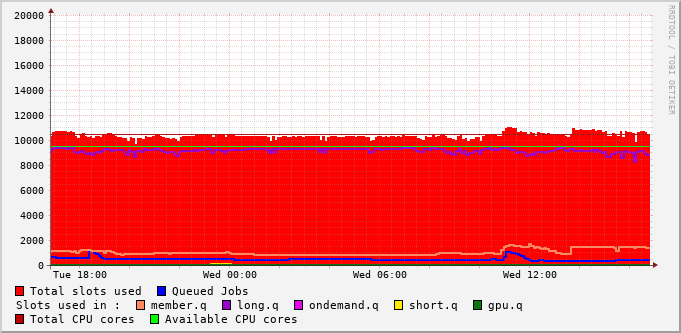 20000
18000
16000
14000
12000
10000
8000
6000
4000
2000
0
Tue 18:00 Wed 00:00 Wed 06:00 Wed 12:00
Total slots used Queued Jobs
Slots used in : member.q long.q ondemand.q short.q gpu.q
Total CPU cores Available CPU cores
RRDTOOL / TOBI OETIKER